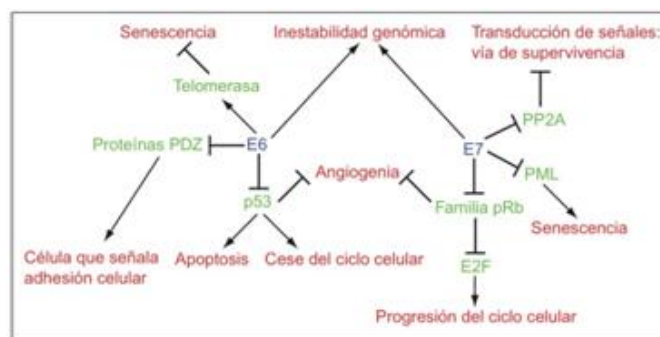 Senescencia
Inestabilidad genómica
Transducción de señales:
vía de supervivencia
Telomerasa
PP2A
Proteínas PDZ
E6
E7
PML
Angiogenia
p53
Familia pRb
Senescencia
Célula que señala
adhesión celular
Apoptosis
Cese del ciclo celular
E2F
Progresión del ciclo celular